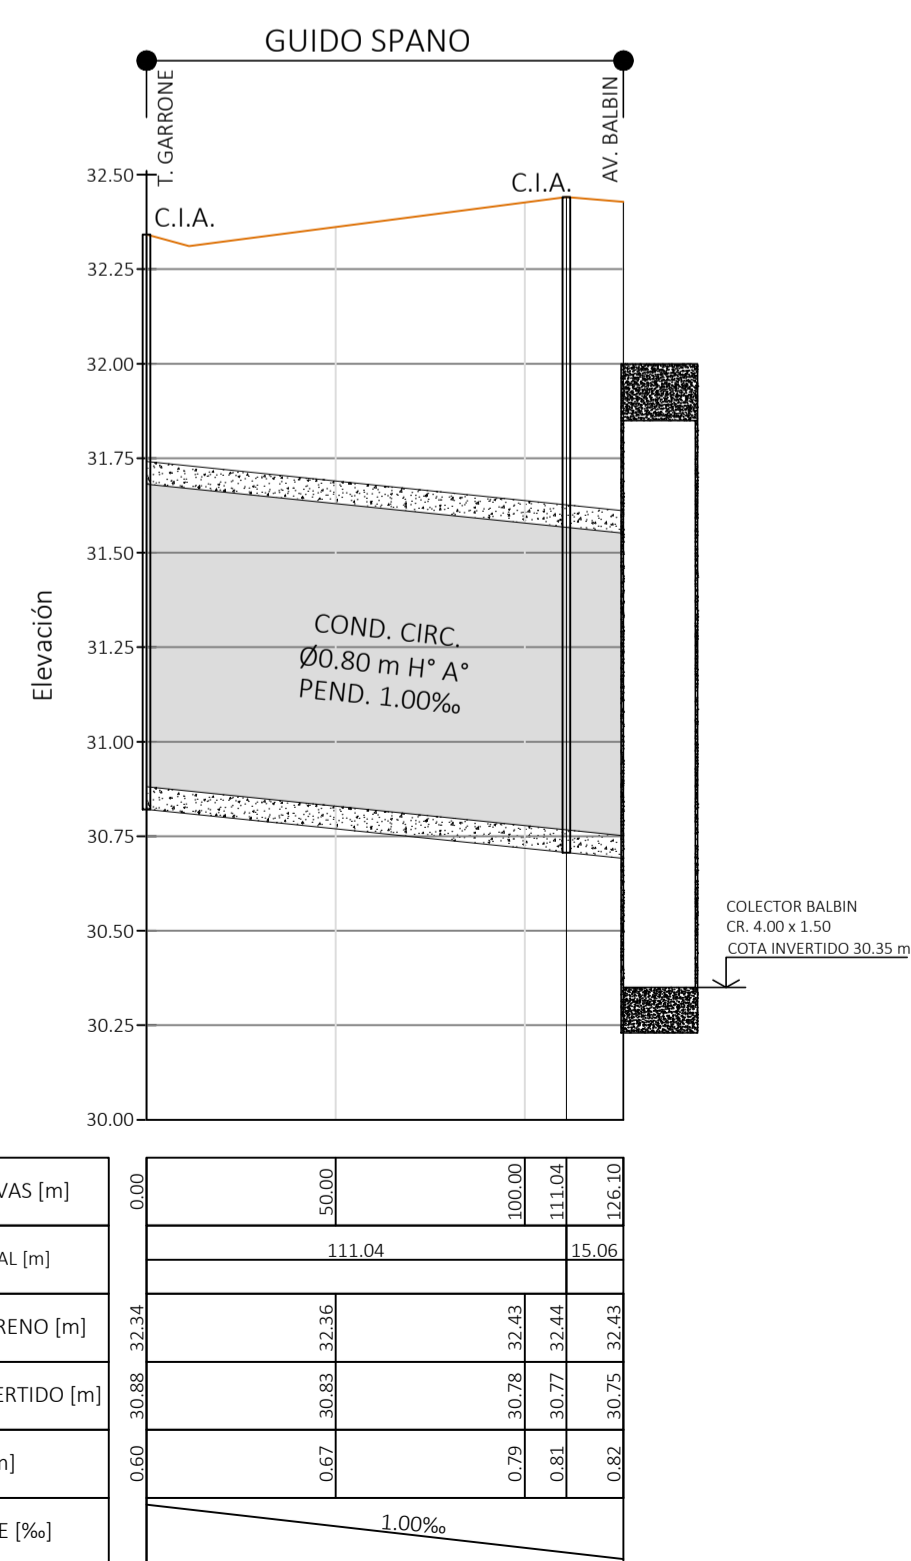 GUIDO SPANO
T. GARRONE
AV. BALBIN
C.I.A.
C.I.A.
32.50
32.25
32.00
31.75
31.50
31.25
31.00
30.75
30.50
30.25
30.00
Elevación
COND. CIRC.
Ø0.80 m H° A°
PEND. 1.00‰
COLECTOR BALBIN
CR. 4.00 x 1.50
COTA INVERTIDO 30.35 m
VAS [m] 0.00 50.00 100.00 111.04 126.10
AL [m] 111.04 15.06
RENO [m] 32.34 32.36 32.43 32.44 32.43
ERTIDO [m] 30.88 30.83 30.78 30.77 30.75
m] 0.60 0.67 0.79 0.81 0.82
E [‰] 1.00‰